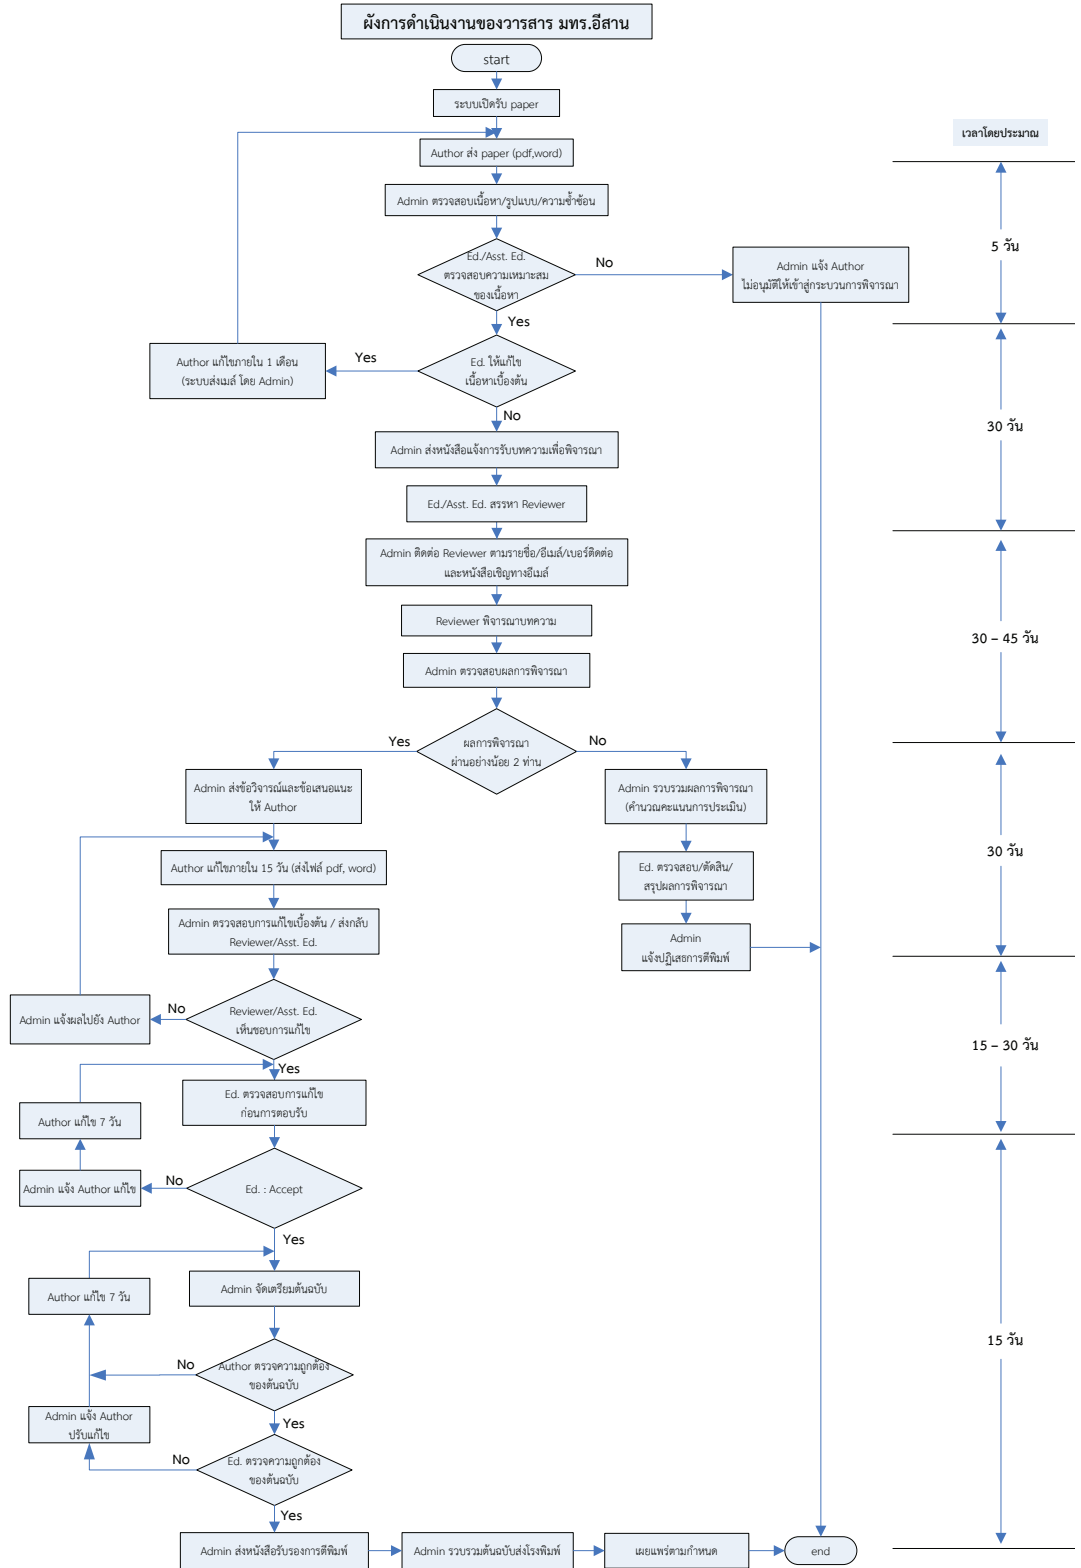 ผังการดำเนินงานของวารสาร มทร.อีสาน
start
ระบบเปิดรับ paper
เวลาโดยประมาณ
Author ส่ง paper (pdf,word)
Admin ตรวจสอบเนื้อหา/รูปแบบ/ความซ้ำซ้อน
5 วัน
Ed./Asst. Ed.
ตรวจสอบความเหมาะสม
ของเนื้อหา
No
Admin แจ้ง Author
ไม่อนุมัติให้เข้าสู่กระบวนการพิจารณา
Yes
Ed. ให้แก้ไข
เนื้อหาเบื้องต้น
Yes
Author แก้ไขภายใน 1 เดือน
(ระบบส่งเมล์ โดย Admin)
No
30 วัน
Admin ส่งหนังสือแจ้งการรับบทความเพื่อพิจารณา
Ed./Asst. Ed. สรรหา Reviewer
Admin ติดต่อ Reviewer ตามรายชื่อ/อีเมล์/เบอร์ติดต่อ
และหนังสือเชิญทางอีเมล์
Reviewer พิจารณาบทความ
30 – 45 วัน
Admin ตรวจสอบผลการพิจารณา
ผลการพิจารณา
ผ่านอย่างน้อย 2 ท่าน
Yes
No
Admin ส่งข้อวิจารณ์และข้อเสนอแนะ
ให้ Author
Admin รวบรวมผลการพิจารณา
(คำนวณคะแนนการประเมิน)
30 วัน
Author แก้ไขภายใน 15 วัน (ส่งไฟล์ pdf, word)
Ed. ตรวจสอบ/ตัดสิน/
สรุปผลการพิจารณา
Admin ตรวจสอบการแก้ไขเบื้องต้น / ส่งกลับ
Reviewer/Asst. Ed.
Admin
แจ้งปฏิเสธการตีพิมพ์
Reviewer/Asst. Ed.
เห็นชอบการแก้ไข
No
Admin แจ้งผลไปยัง Author
15 – 30 วัน
Yes
Ed. ตรวจสอบการแก้ไข
ก่อนการตอบรับ
Author แก้ไข 7 วัน
Ed. : Accept
No
Admin แจ้ง Author แก้ไข
Yes
Admin จัดเตรียมต้นฉบับ
Author แก้ไข 7 วัน
15 วัน
Author ตรวจความถูกต้อง
ของต้นฉบับ
No
Admin แจ้ง Author
ปรับแก้ไข
Yes
Ed. ตรวจความถูกต้อง
ของต้นฉบับ
No
Yes
Admin ส่งหนังสือรับรองการตีพิมพ์
Admin รวบรวมต้นฉบับส่งโรงพิมพ์
เผยแพร่ตามกำหนด
end